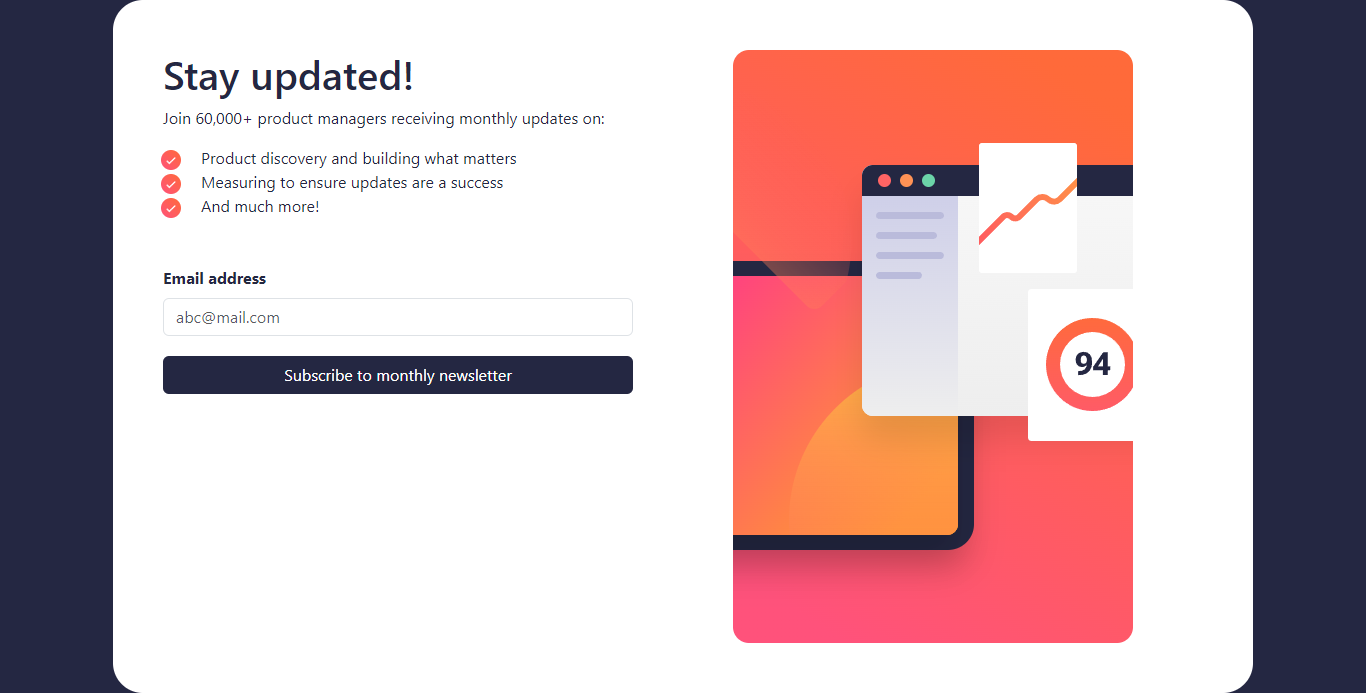 Stay updated!
Join 60,000+ product managers receiving monthly updates on:
Product discovery and building what matters
Measuring to ensure updates are a success
And much more!
Email address
abc@mail.com
Subscribe to monthly newsletter
94